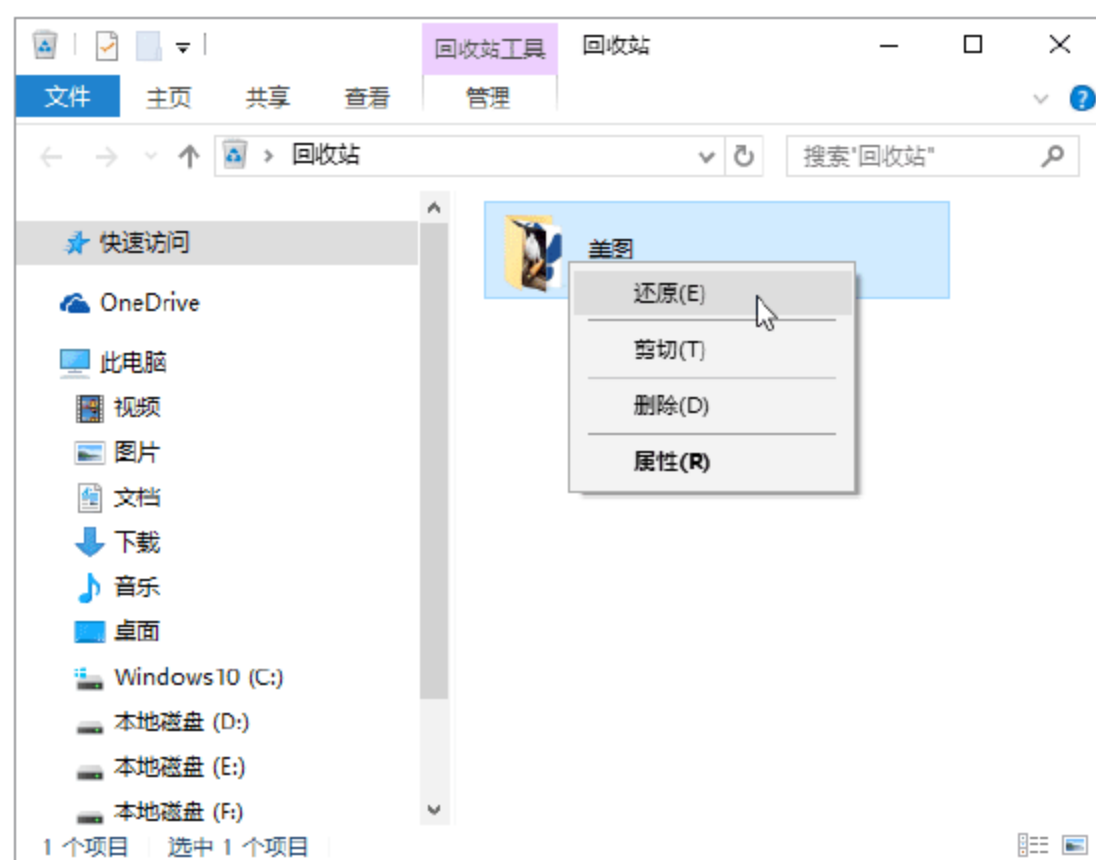 回收站工具 回收站
文件 主页 共享 查看 管理
回收站
搜索"回收站"
快速访问
OneDrive
此电脑
视频
图片
文档
下载
音乐
桌面
Windows10 (C:)
本地磁盘 (D:)
本地磁盘 (E:)
本地磁盘 (F:)
美图
还原(E)
剪切(T)
删除(D)
属性(R)
1 个项目 选中 1 个项目